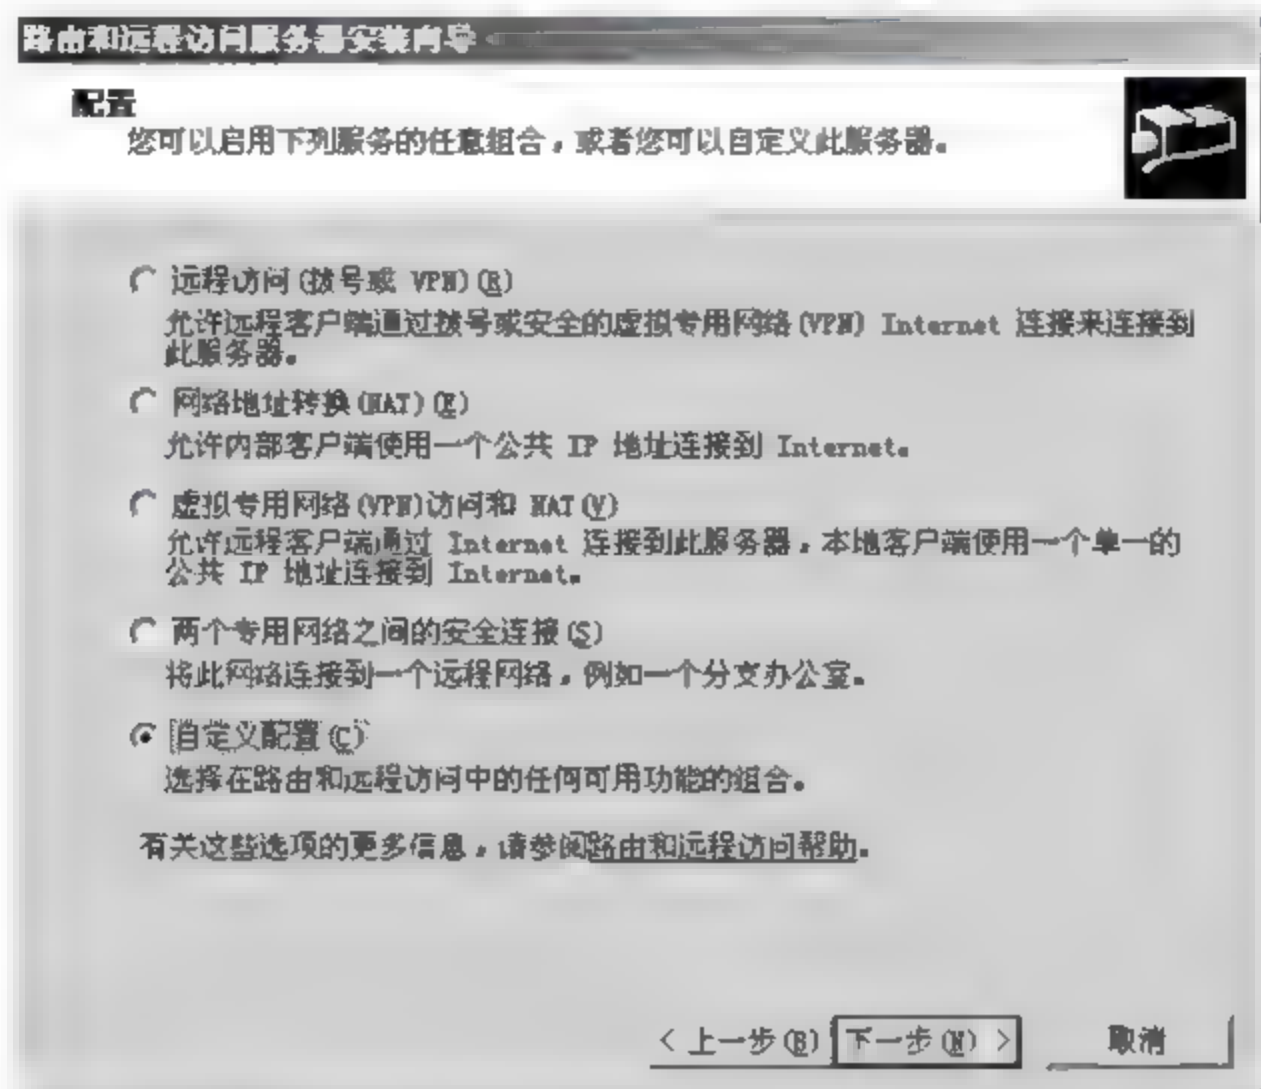 路由和远程访问服务器安装向导
配置
您可以启用下列服务的任意组合，或者您可以自定义此服务器。
远程访问(拨号或 VPN)(R)
允许远程客户端通过拨号或安全的虚拟专用网络(VPN) Internet 连接来连接到
此服务器。
网络地址转换(NAT)(E)
允许内部客户端使用一个公共 IP 地址连接到 Internet。
虚拟专用网络(VPN)访问和 NAT(V)
允许远程客户端通过 Internet 连接到此服务器，本地客户端使用一个单一的
公共 IP 地址连接到 Internet。
两个专用网络之间的安全连接(S)
将此网络连接到一个远程网络，例如一个分支办公室。
自定义配置(C)
选择在路由和远程访问中的任何可用功能的组合。
有关这些选项的更多信息，请参阅路由和远程访问帮助。
< 上一步(B) 下一步(N) > 取消